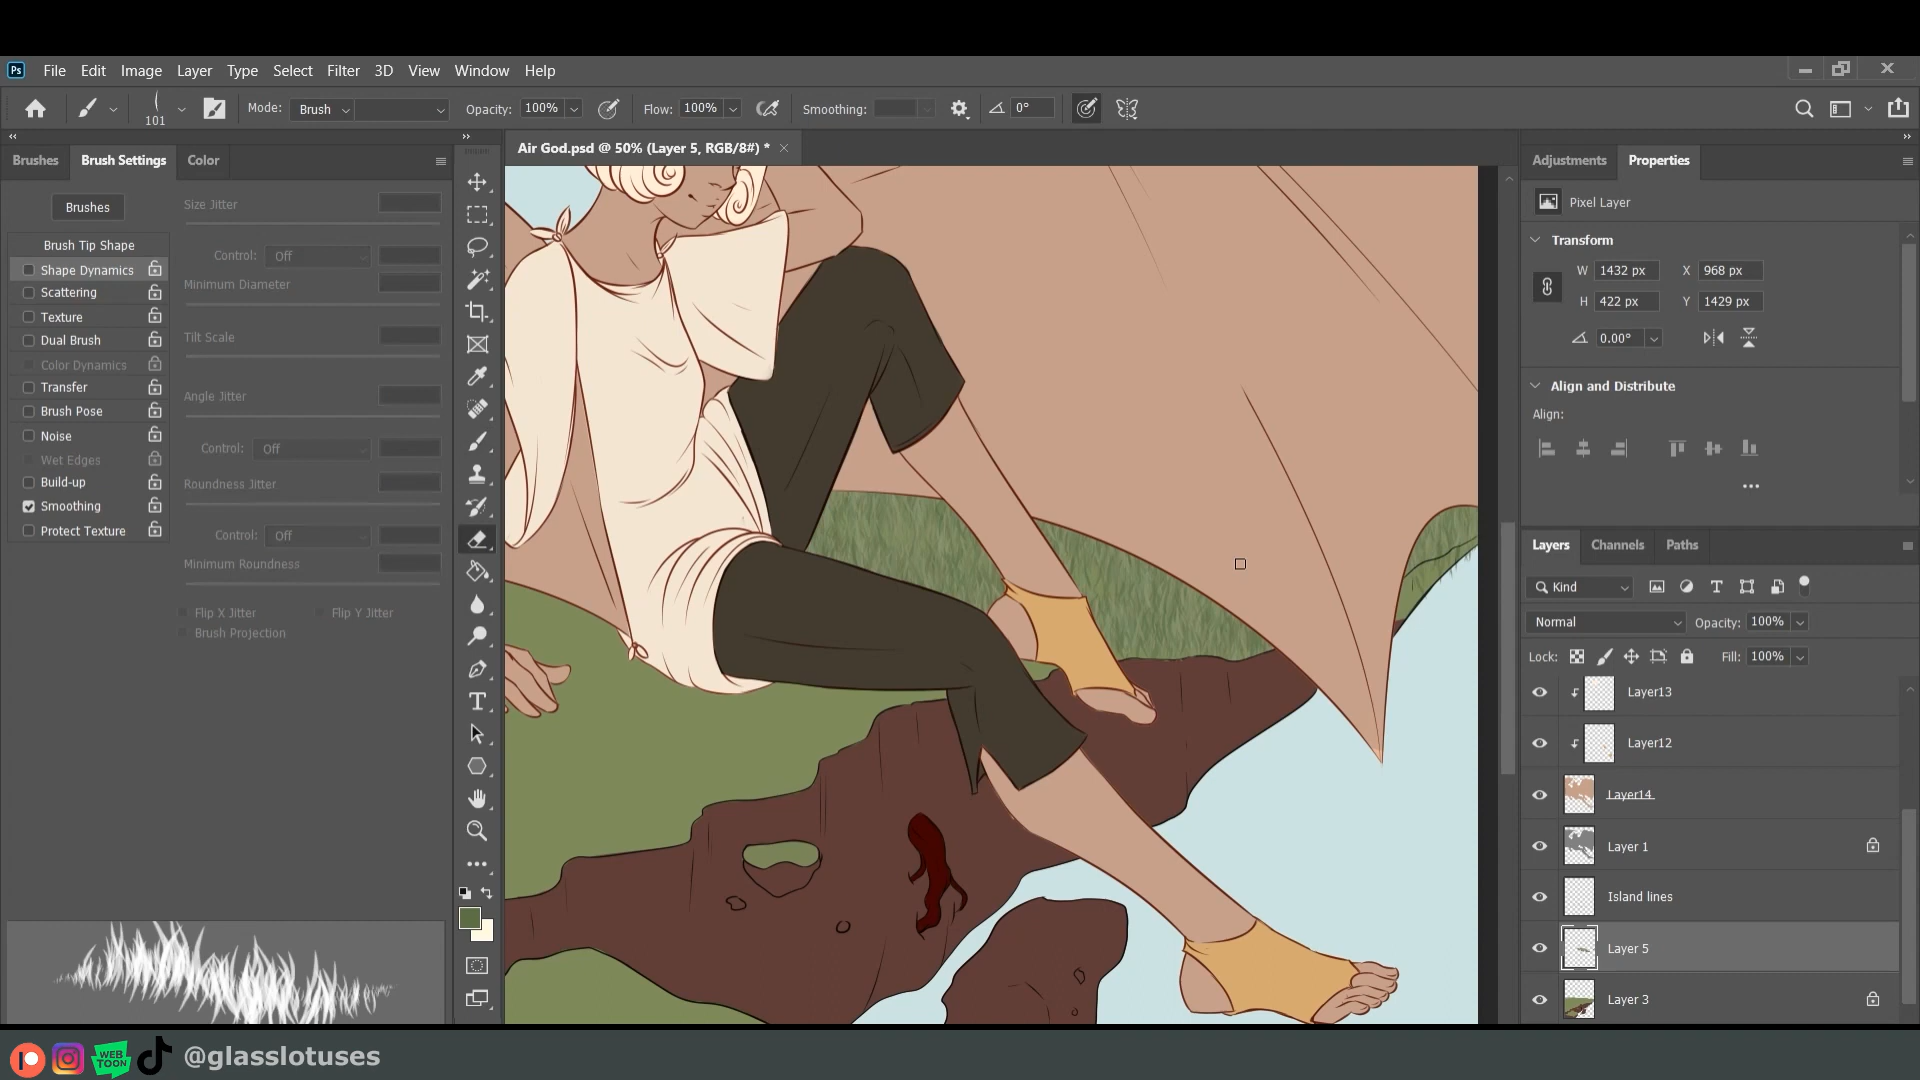 Ps File Edit Image Layer Type Select Filter 3D View Window Help
101 Mode: Brush Opacity: 100% Flow: 100% Smoothing: 0°
Brushes Brush Settings Color
Air God.psd @ 50% (Layer 5, RGB/8#) *
Adjustments Properties
Brushes
Size Jitter
Pixel Layer
Brush Tip Shape
Transform
Shape Dynamics
Control: Off
W 1432 px X 968 px
Scattering
Minimum Diameter
H 422 px Y 1429 px
Texture
Tilt Scale
0.00°
Dual Brush
Color Dynamics
Transfer
Angle Jitter
Align and Distribute
Brush Pose
Align:
Noise
Control: Off
Wet Edges
Build-up
Roundness Jitter
Smoothing
Protect Texture
Control: Off
Layers Channels Paths
Minimum Roundness
Kind
Flip X Jitter Flip Y Jitter
Brush Projection
Normal Opacity: 100%
Lock: Fill: 100%
Layer13
Layer12
Layer14
Layer 1
Island lines
Layer 5
Layer 3
WEB
TOON
@glasslotuses